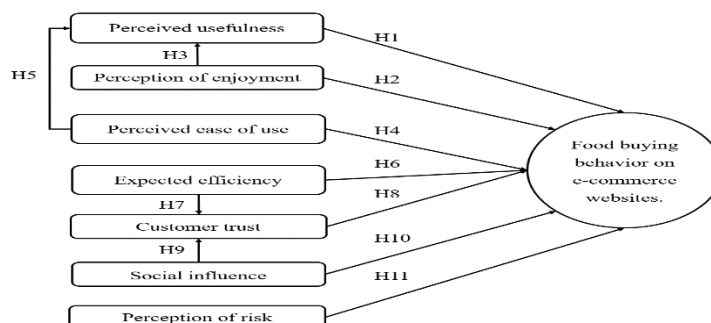 Perceived usefulness
H1
H3
H5
Perception of enjoyment
H2
Perceived ease of use
H4
Food buying
behavior on
e-commerce
websites.
H6
Expected efficiency
H7
H8
Customer trust
H9
H10
Social influence
H11
Perception of risk